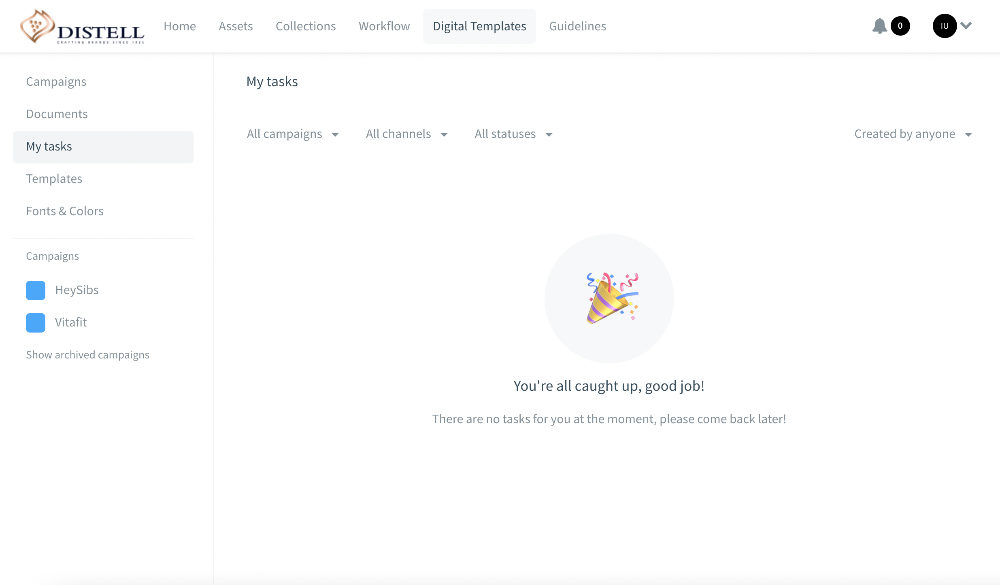 DISTELL
CRAFTING BRANDS SINCE 1925
Home
Assets
Collections
Workflow
Digital Templates
Guidelines
0
IU
Campaigns
Documents
My tasks
Templates
Fonts & Colors
Campaigns
HeySibs
Vitafit
Show archived campaigns
My tasks
All campaigns
All channels
All statuses
Created by anyone
You're all caught up, good job!
There are no tasks for you at the moment, please come back later!